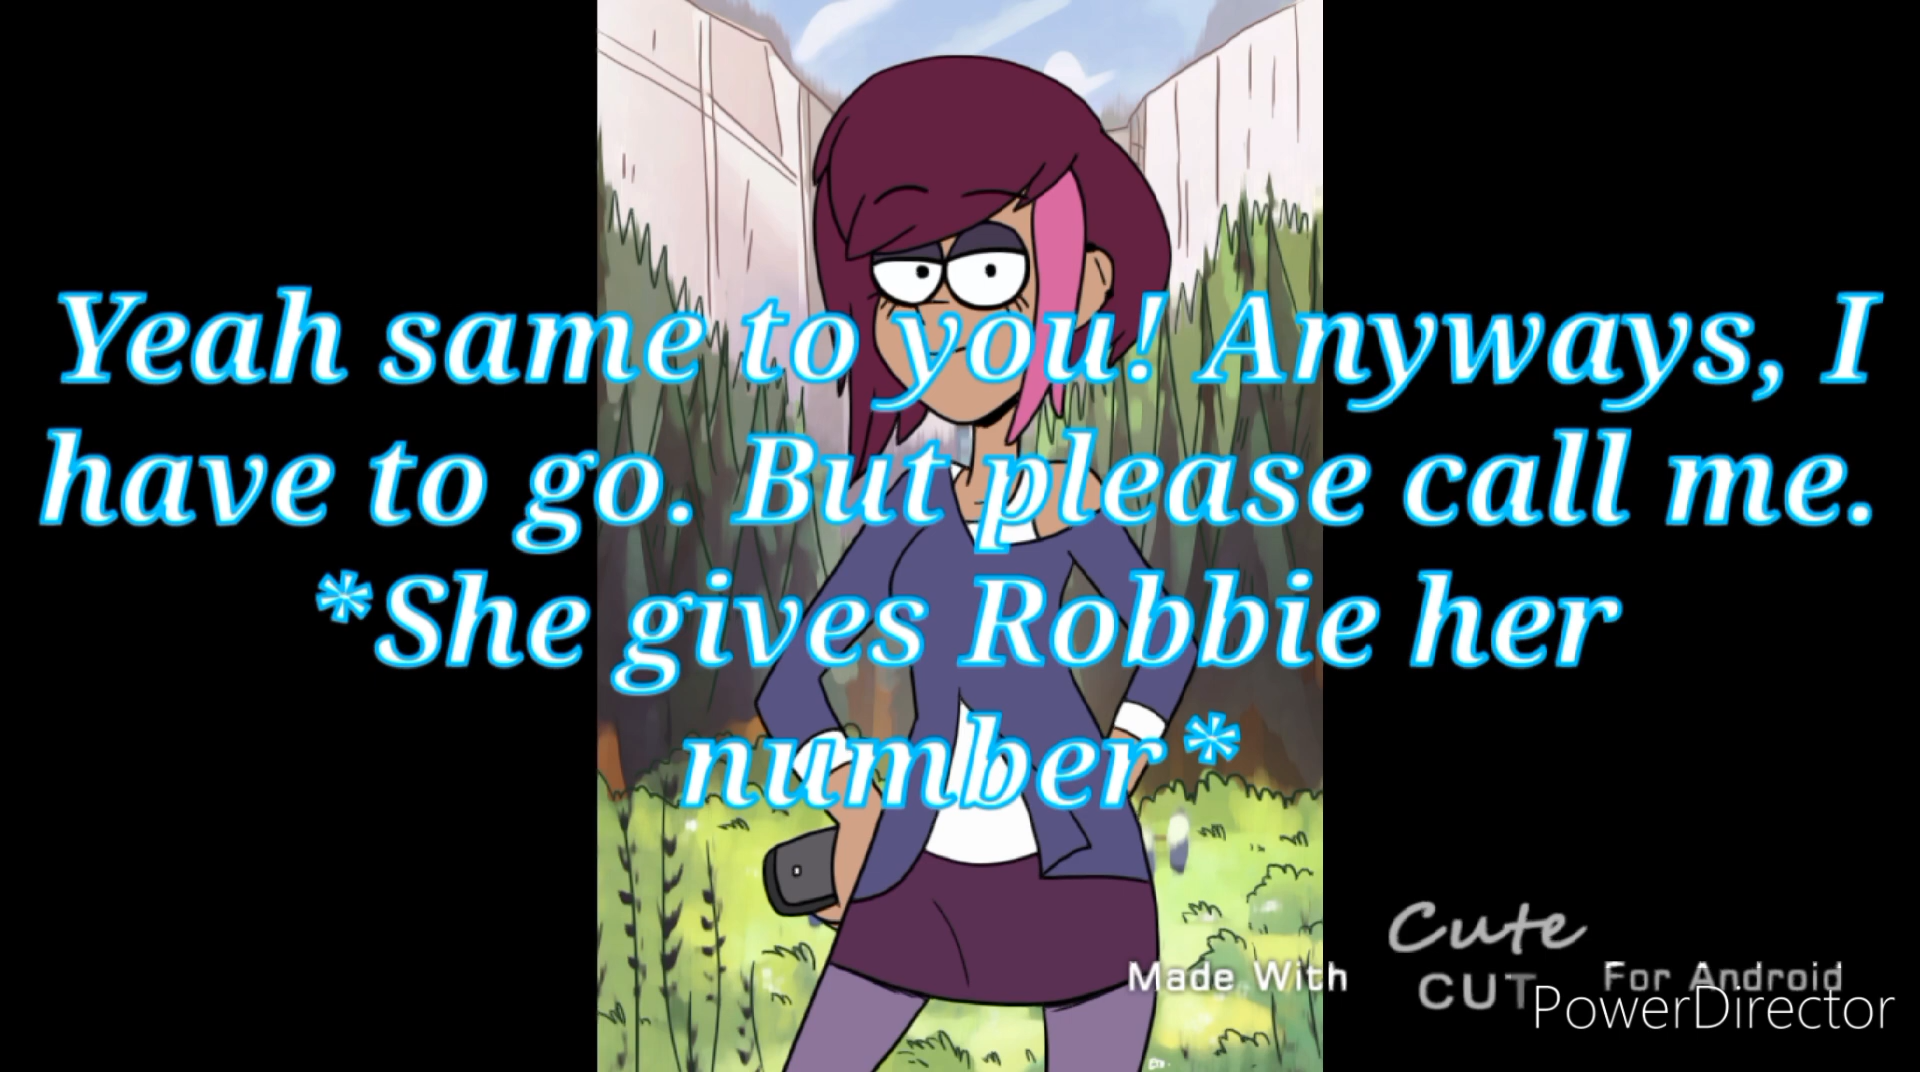 Yeah same to you! Anyways, I
have to go. But please call me.
*She gives Robbie her
number*
Cute
Made With CUT For Android
PowerDirector